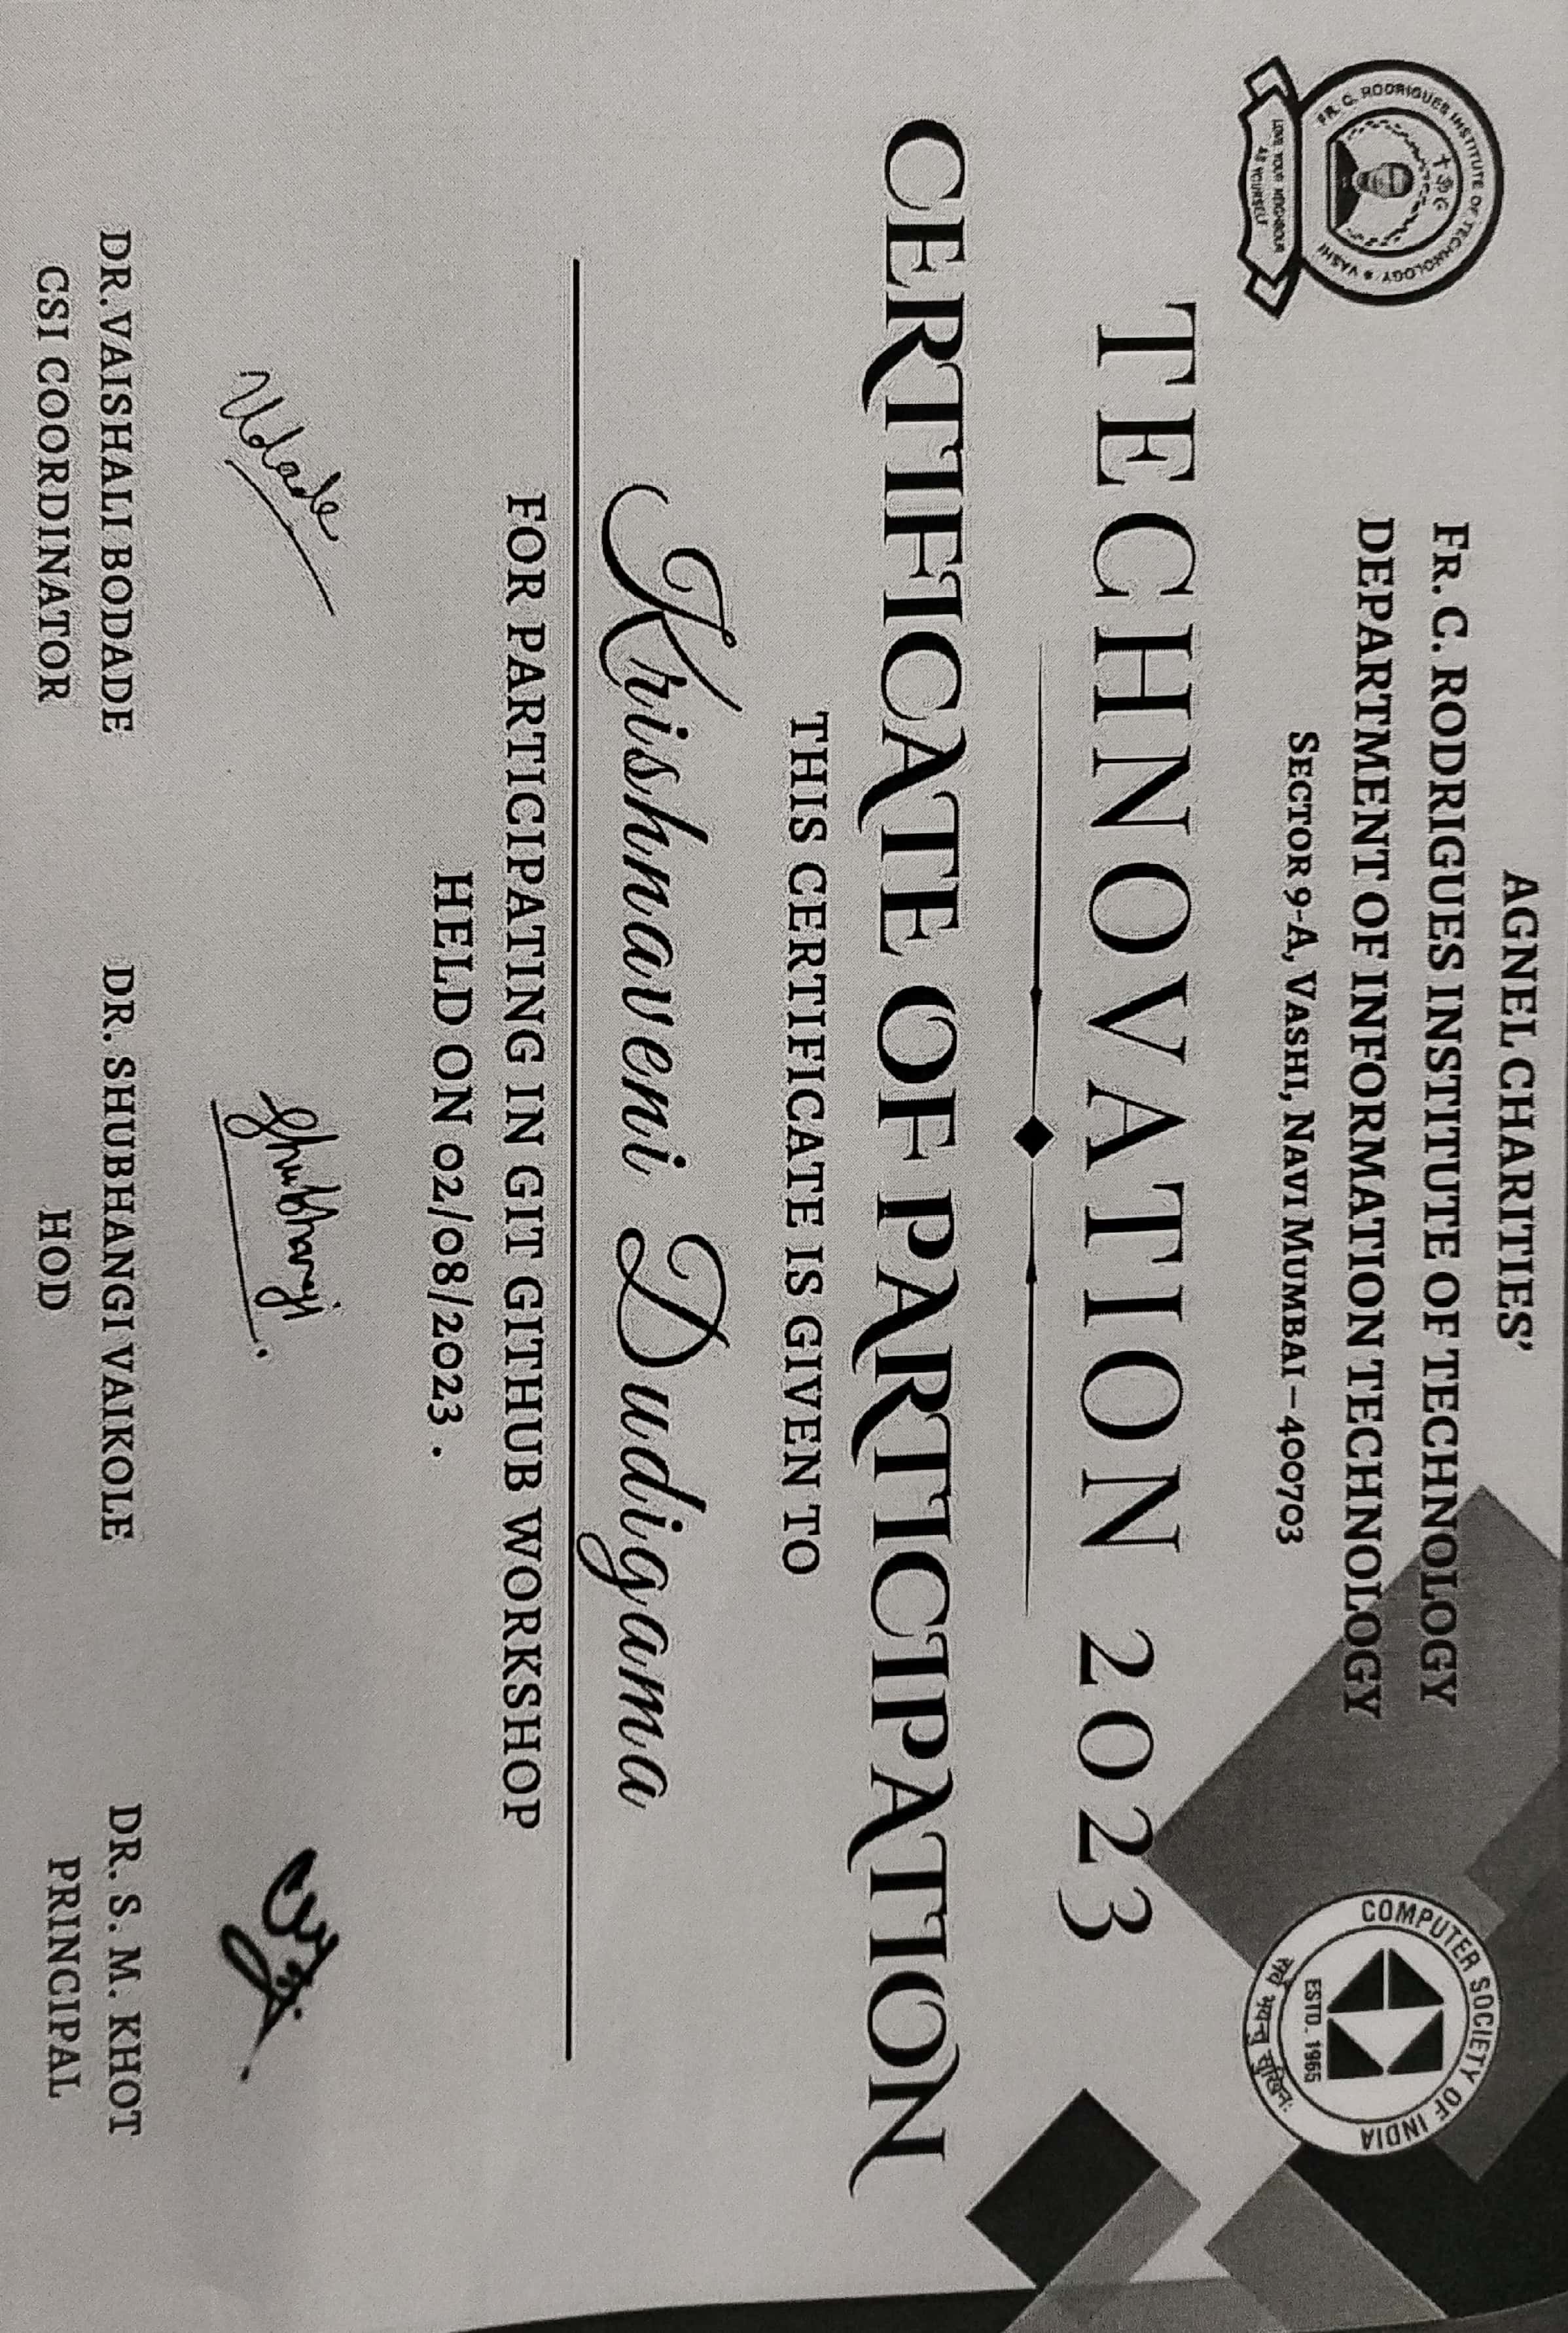 AGNEL CHARITIES'
FR. C. RODRIGUES INSTITUTE OF TECHNOLOGY
DEPARTMENT OF INFORMATION TECHNOLOGY
SECTOR 9-A, VASHI, NAVI MUMBAI – 400703
FR. C. RODRIGUES INSTITUTE OF TECHNOLOGY * VASHI
LOVE YOUR NEIGHBOUR
AS YOURSELF
COMPUTER SOCIETY OF INDIA
ESTD. 1965
सर्वे भवन्तु सुखिनः
TECHNOVATION 2023
CERTIFICATE OF PARTICIPATION
THIS CERTIFICATE IS GIVEN TO
Krishnaveni Dudigama
FOR PARTICIPATING IN GIT GITHUB WORKSHOP
HELD ON 02/08/2023 .
Shubhangi
DR. VAISHALI BODADE DR. SHUBHANGI VAIKOLE DR. S. M. KHOT
CSI COORDINATOR HOD PRINCIPAL